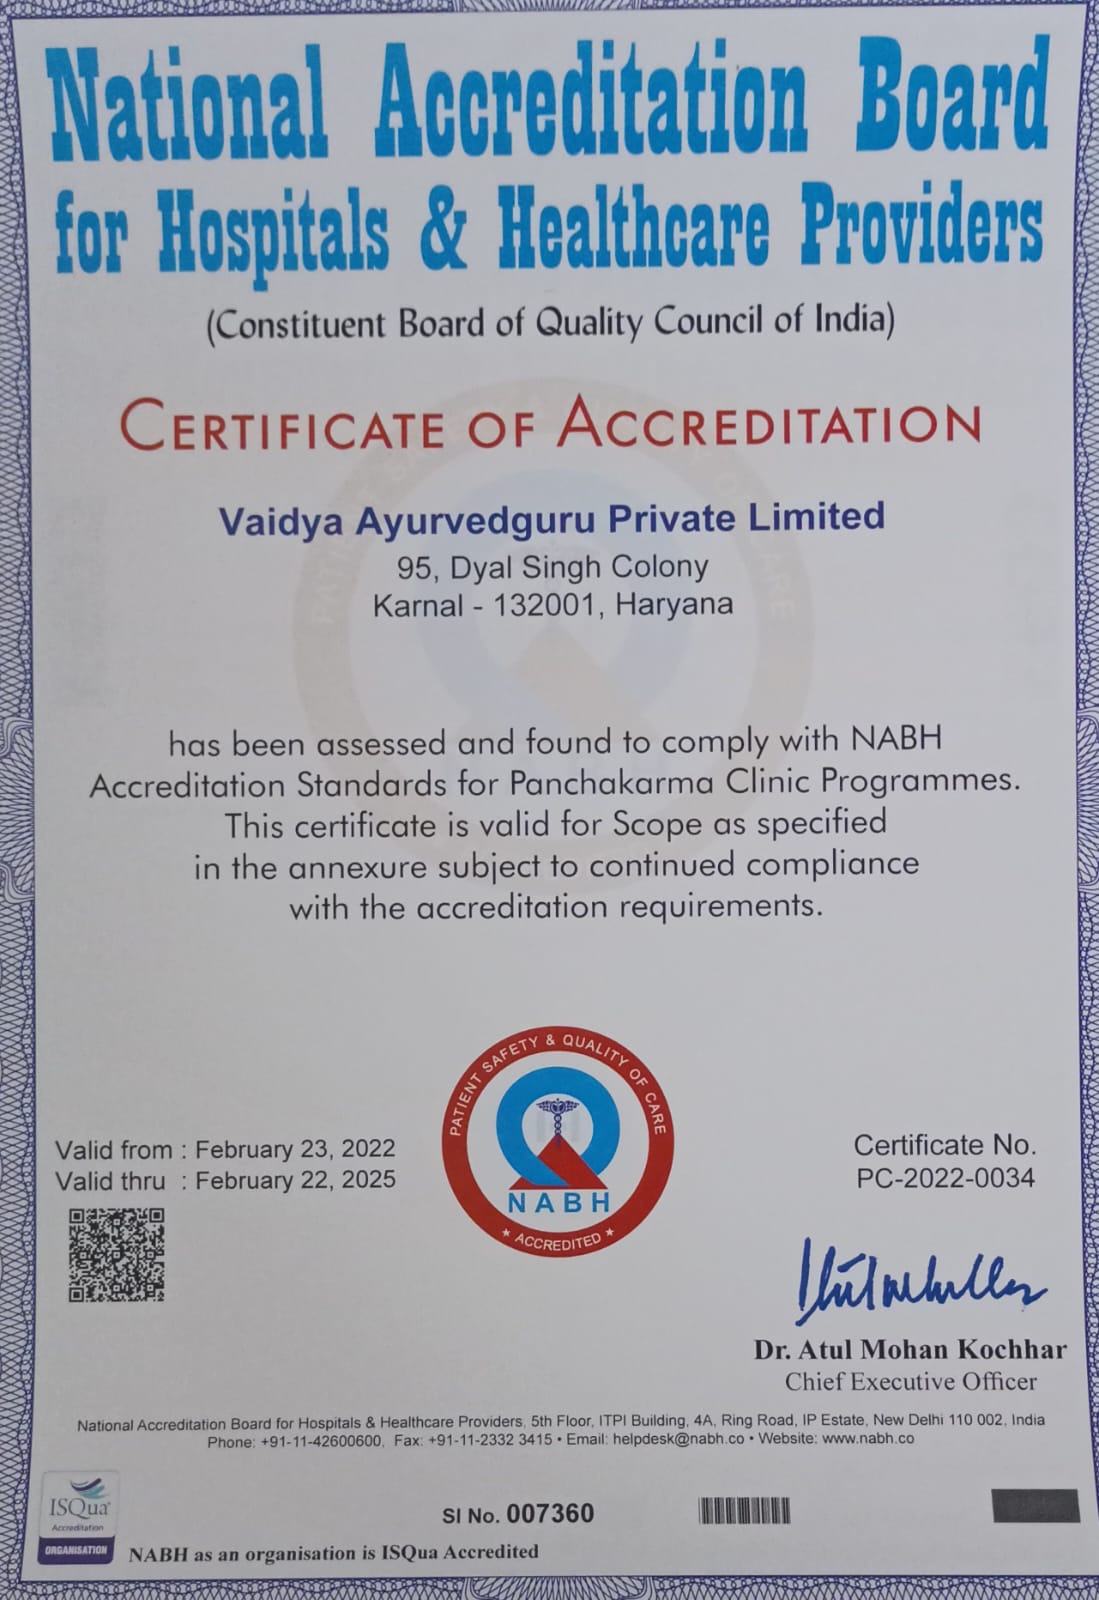 National Accreditation Board
for Hospitals & Healthcare Providers
(Constituent Board of Quality Council of India)
CERTIFICATE OF ACCREDITATION
Vaidya Ayurvedguru Private Limited
95, Dyal Singh Colony
Karnal - 132001, Haryana
has been assessed and found to comply with NABH
Accreditation Standards for Panchakarma Clinic Programmes.
This certificate is valid for Scope as specified
in the annexure subject to continued compliance
with the accreditation requirements.
PATIENT SAFETY & QUALITY OF CARE
NABH
★ ACCREDITED ★
Valid from : February 23, 2022
Valid thru : February 22, 2025
Certificate No.
PC-2022-0034
Dr. Atul Mohan Kochhar
Chief Executive Officer
National Accreditation Board for Hospitals & Healthcare Providers, 5th Floor, ITPI Building, 4A, Ring Road, IP Estate, New Delhi 110 002, India
Phone: +91-11-42600600, Fax: +91-11-2332 3415 • Email: helpdesk@nabh.co • Website: www.nabh.co
ISQua
Accreditation
ORGANISATION
SI No. 007360
NABH as an organisation is ISQua Accredited